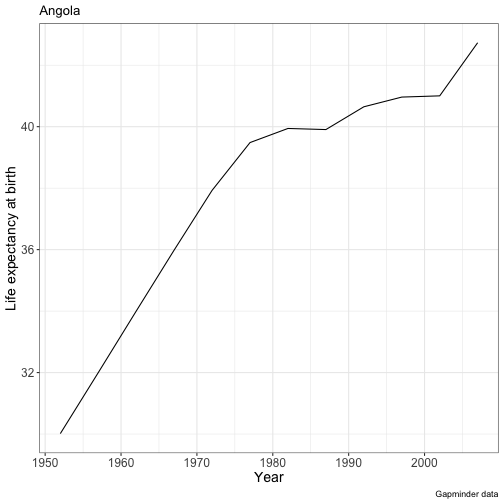 Angola
Life expectancy at birth
40
36
32
1950 1960 1970 1980 1990 2000
Year
Gapminder data